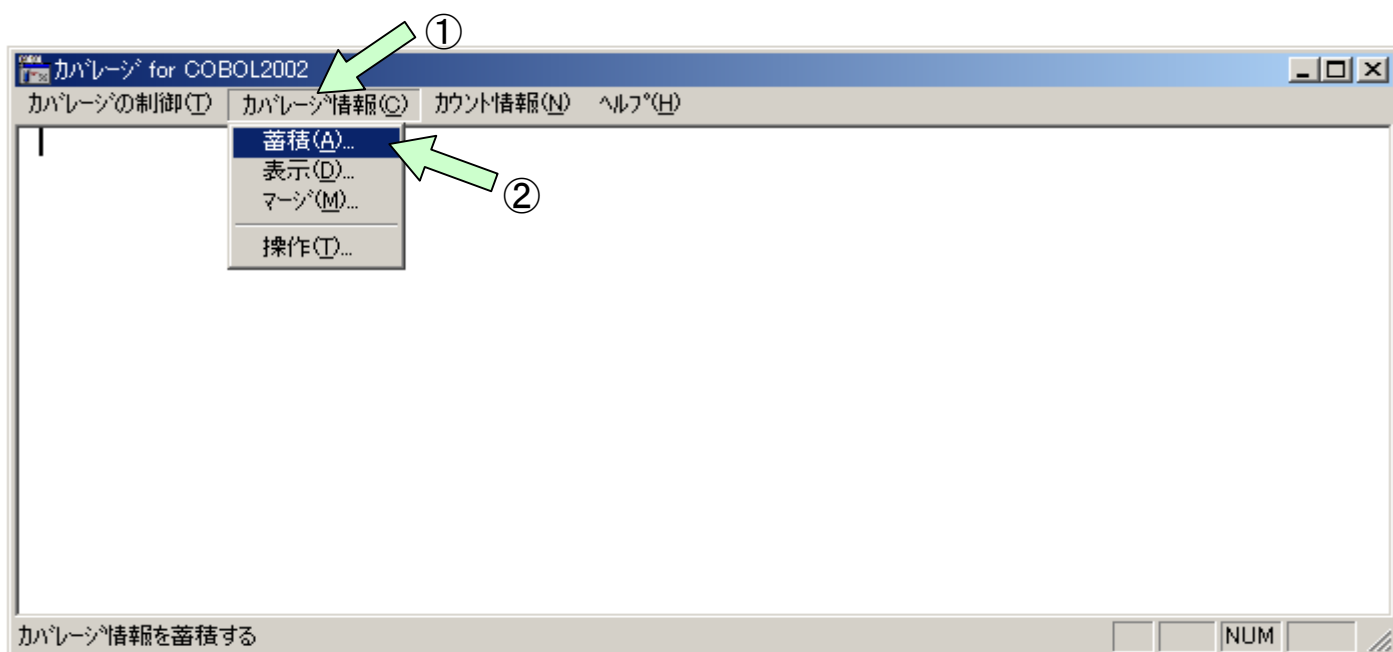 ①
カバレージ for COBOL2002
カバレージの制御(T) カバレージ情報(C) カウント情報(N) ヘルプ(H)
蓄積(A)...
表示(D)...
②
マージ(M)...
操作(T)...
カバレージ情報を蓄積する NUM